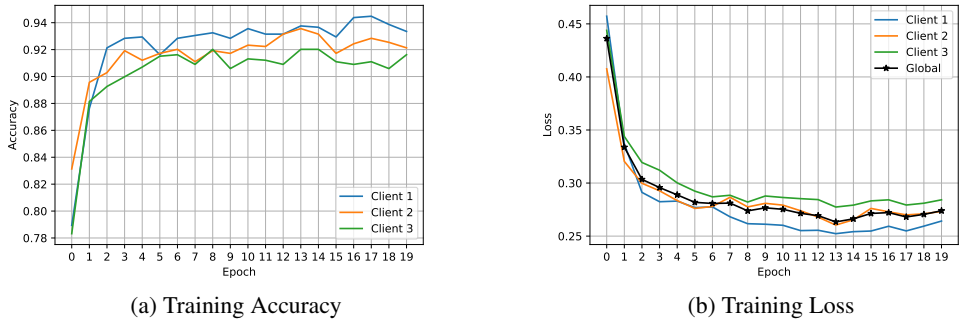 0.94
0.92
0.90
0.88
0.86
0.84
0.82
0.80
0.78
Accuracy
0 1 2 3 4 5 6 7 8 9 10 11 12 13 14 15 16 17 18 19
Epoch
Client 1
Client 2
Client 3
(a) Training Accuracy
0.45
0.40
0.35
0.30
0.25
Loss
0 1 2 3 4 5 6 7 8 9 10 11 12 13 14 15 16 17 18 19
Epoch
Client 1
Client 2
Client 3
Global
(b) Training Loss